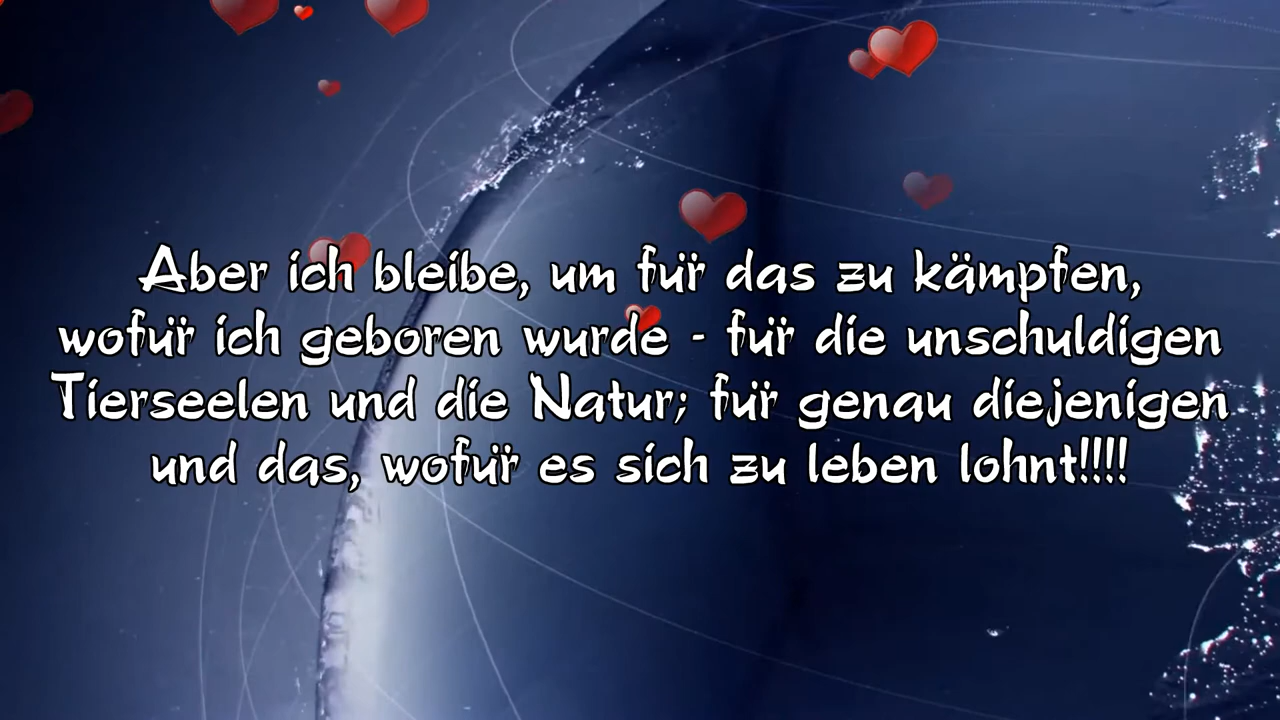 Aber ich bleibe, um für das zu kämpfen,
wofür ich geboren wurde - für die unschuldigen
Tierseelen und die Natur; für genau diejenigen
und das, wofür es sich zu leben lohnt!!!!